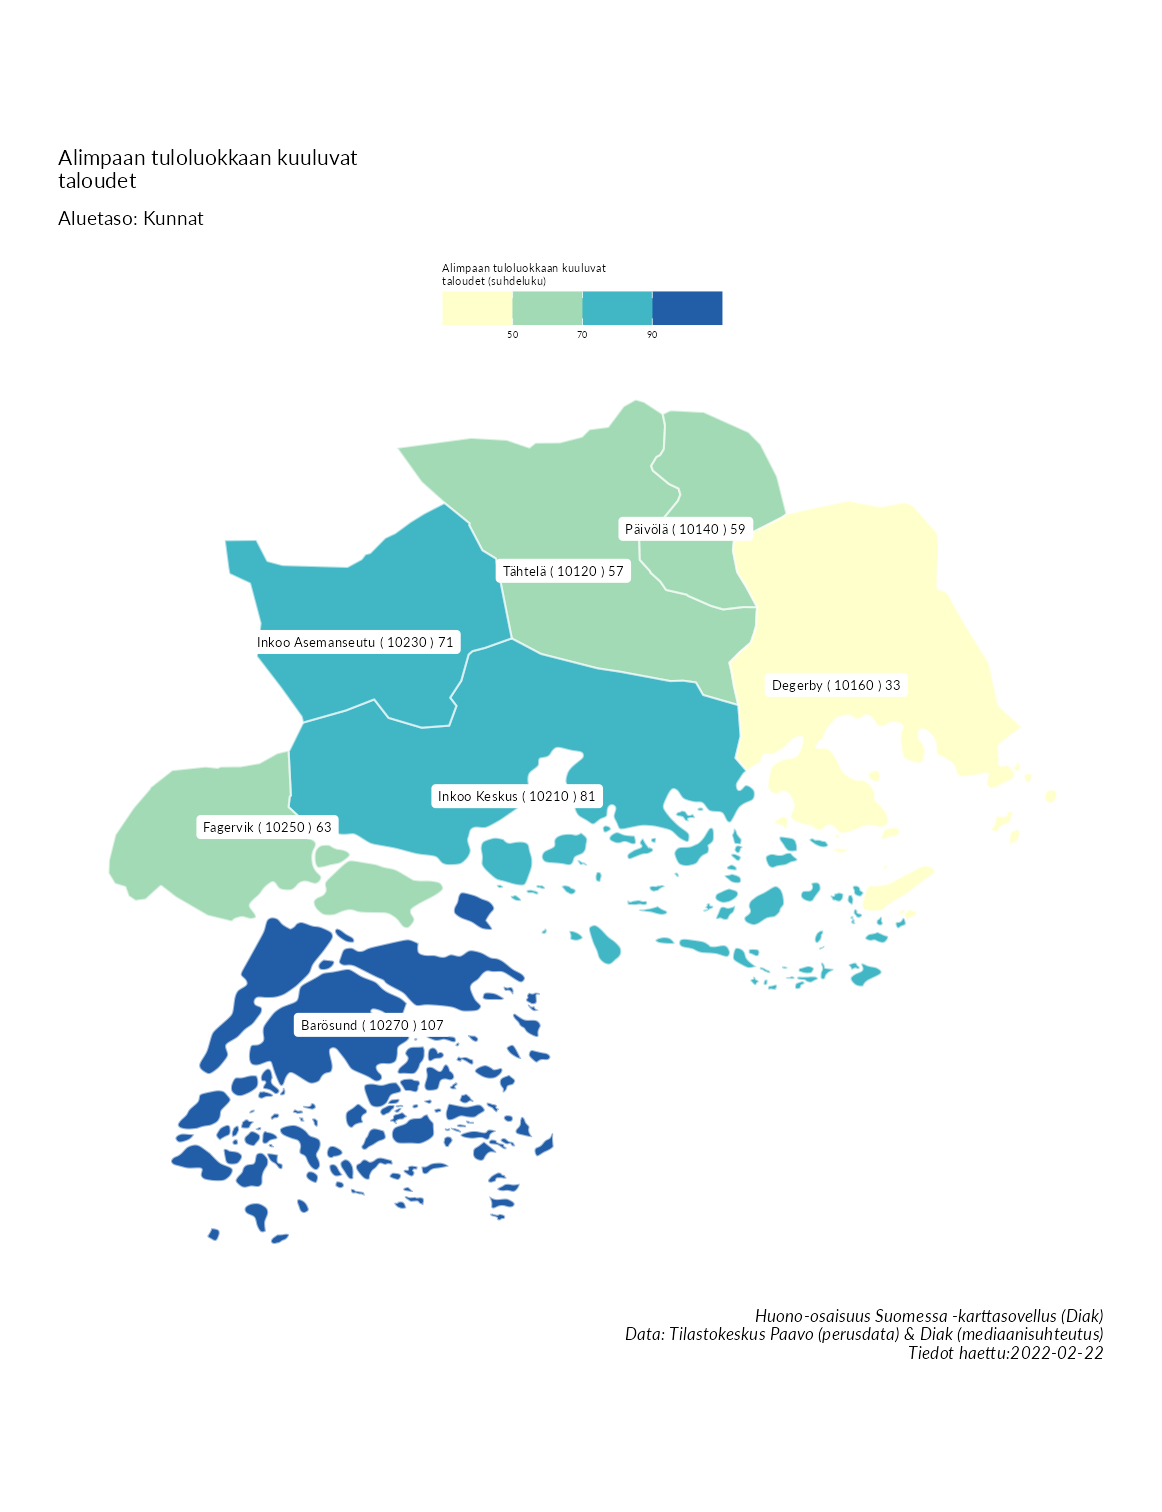 Alimpaan tuloluokkaan kuuluvat
taloudet
Aluetaso: Kunnat
Alimpaan tuloluokkaan kuuluvat
taloudet (suhdeluku)
50 70 90
Päivölä ( 10140 ) 59
Tähtelä ( 10120 ) 57
Inkoo Asemanseutu ( 10230 ) 71
Degerby ( 10160 ) 33
Inkoo Keskus ( 10210 ) 81
Fagervik ( 10250 ) 63
Barösund ( 10270 ) 107
Huono-osaisuus Suomessa -karttasovellus (Diak)
Data: Tilastokeskus Paavo (perusdata) & Diak (mediaanisuhteutus)
Tiedot haettu:2022-02-22